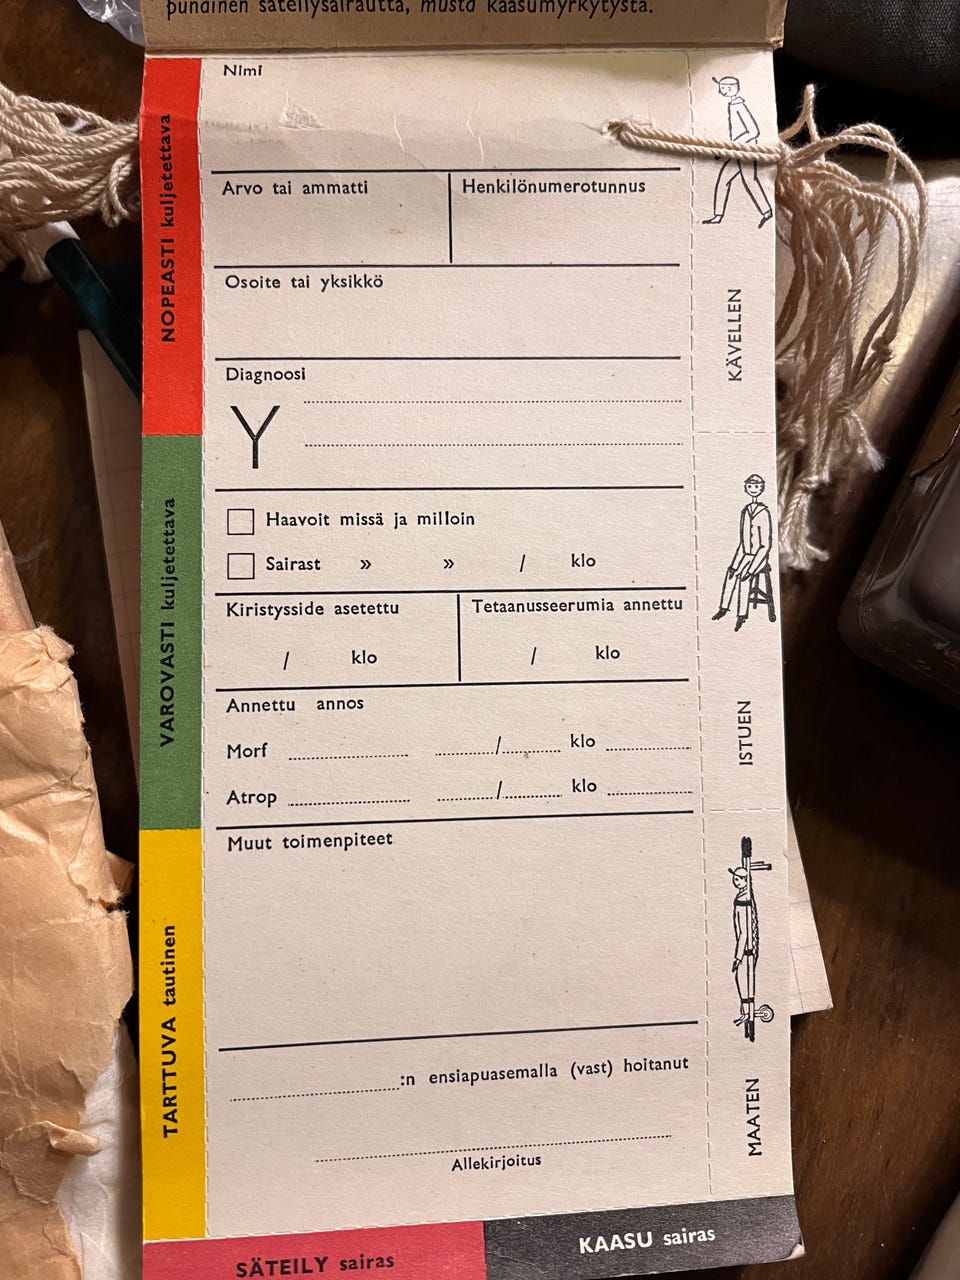 punainen säteilysairautta, musta kaasumyrkytystä.
Nimi
Arvo tai ammatti
Henkilönumerotunnus
Osoite tai yksikkö
Diagnoosi
Y
Haavoit missä ja milloin
Sairast » » / klo
Kiristysside asetettu
/ klo
Tetaanusseerumia annettu
/ klo
Annettu annos
Morf / klo
Atrop / klo
Muut toimenpiteet
:n ensiapuasemalla (vast) hoitanut
Allekirjoitus
NOPEASTI kuljetettava
VAROVASTI kuljetettava
TARTTUVA tautinen
KÄVELLEN
ISTUEN
MAATEN
SÄTEILY sairas
KAASU sairas